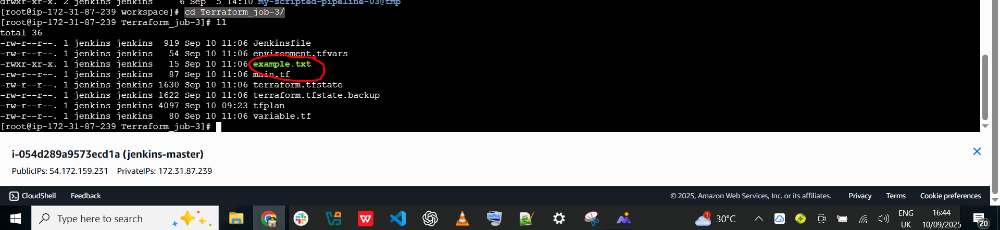 drwxr-xr-x. 2 jenkins jenkins    6 Sep  5 14:10 my-scripted-pipeline-03@tmp
[root@ip-172-31-87-239 workspace]# cd Terraform_job-3/
[root@ip-172-31-87-239 Terraform_job-3]# ll
total 36
-rw-r--r--. 1 jenkins jenkins  919 Sep 10 11:06 Jenkinsfile
-rw-r--r--. 1 jenkins jenkins   54 Sep 10 11:06 environment.tfvars
-rwxr-xr-x. 1 jenkins jenkins   15 Sep 10 11:06 example.txt
-rw-r--r--. 1 jenkins jenkins   87 Sep 10 11:06 main.tf
-rw-r--r--. 1 jenkins jenkins 1630 Sep 10 11:06 terraform.tfstate
-rw-r--r--. 1 jenkins jenkins 1622 Sep 10 11:06 terraform.tfstate.backup
-rw-r--r--. 1 jenkins jenkins 4097 Sep 10 09:23 tfplan
-rw-r--r--. 1 jenkins jenkins   80 Sep 10 11:06 variable.tf
[root@ip-172-31-87-239 Terraform_job-3]#
i-054d289a9573ecd1a (jenkins-master)
PublicIPs: 54.172.159.231 PrivateIPs: 172.31.87.239
CloudShell Feedback © 2025, Amazon Web Services, Inc. or its affiliates. Privacy Terms Cookie preferences
Type here to search 1 30°C ENG 16:44
UK 10/09/2025 20